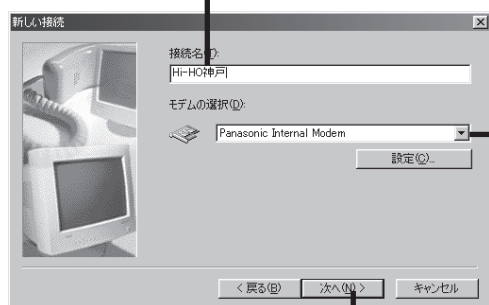 新しい接続
接続名(T):
Hi-HO神戸
モデムの選択(D):
Panasonic Internal Modem
設定(C)...
< 戻る(B)
次へ(N) >
キャンセル